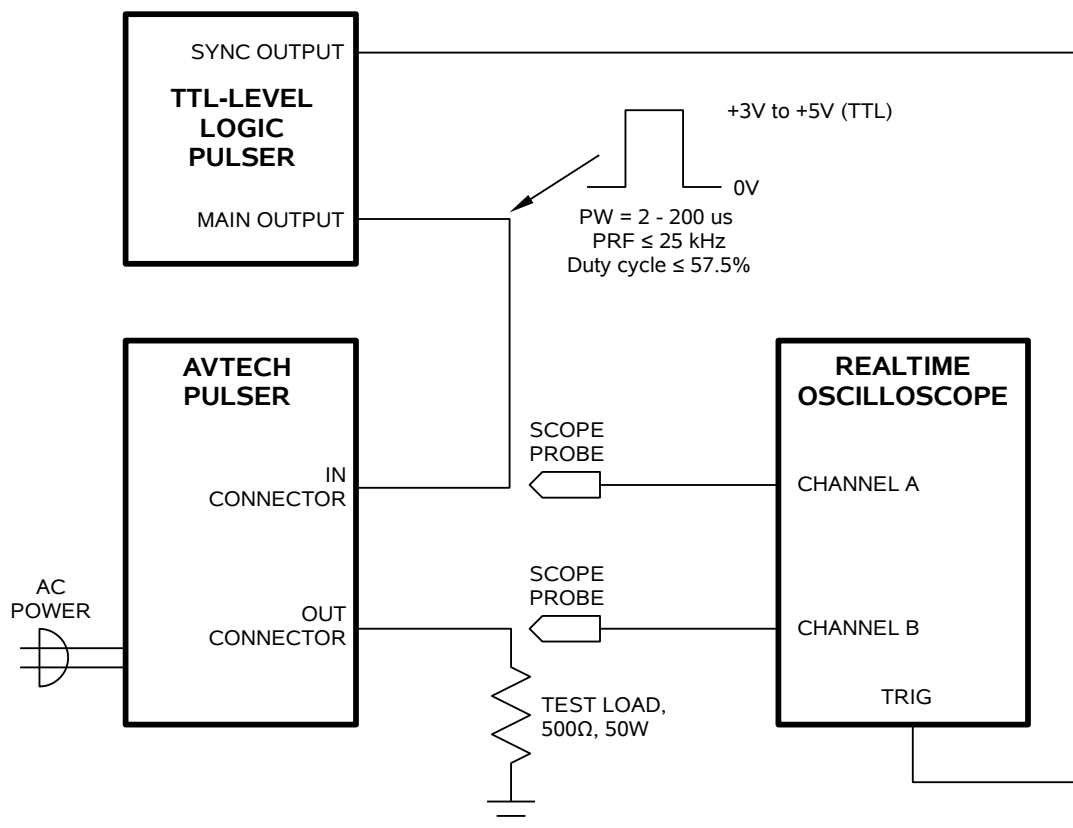 SYNC OUTPUT
TTL-LEVEL
LOGIC
PULSER
MAIN OUTPUT
+3V to +5V (TTL)
0V
PW = 2 - 200 us
PRF ≤ 25 kHz
Duty cycle ≤ 57.5%
AVTECH
PULSER
IN
CONNECTOR
OUT
CONNECTOR
AC
POWER
SCOPE
PROBE
SCOPE
PROBE
TEST LOAD,
500Ω, 50W
REALTIME
OSCILLOSCOPE
CHANNEL A
CHANNEL B
TRIG